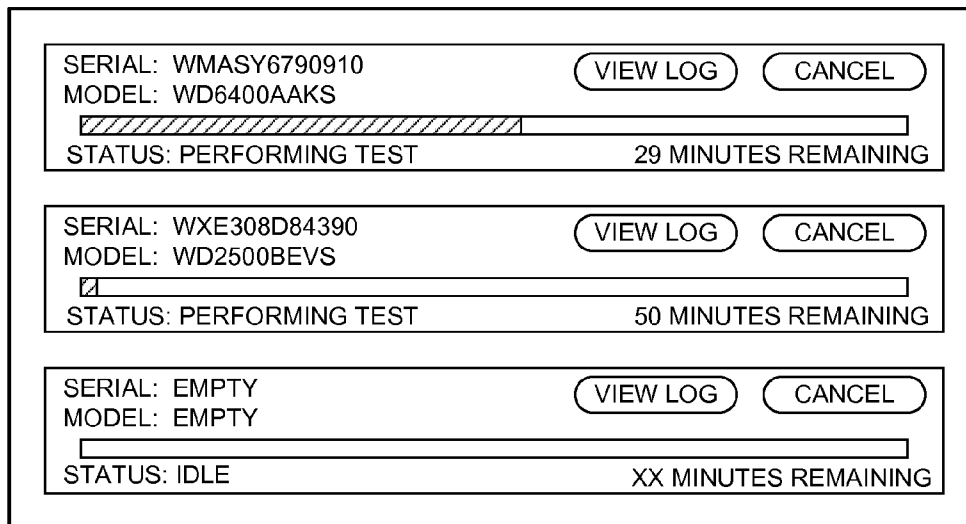 SERIAL: WMASY6790910
MODEL: WD6400AAKS
VIEW LOG
CANCEL
STATUS: PERFORMING TEST
29 MINUTES REMAINING
SERIAL: WXE308D84390
MODEL: WD2500BEVS
VIEW LOG
CANCEL
STATUS: PERFORMING TEST
50 MINUTES REMAINING
SERIAL: EMPTY
MODEL: EMPTY
VIEW LOG
CANCEL
STATUS: IDLE
XX MINUTES REMAINING